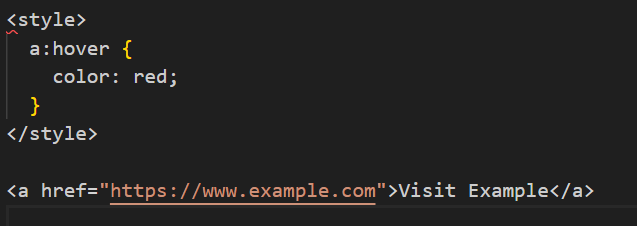 <style>
  a:hover {
    color: red;
  }
</style>

<a href="https://www.example.com">Visit Example</a>